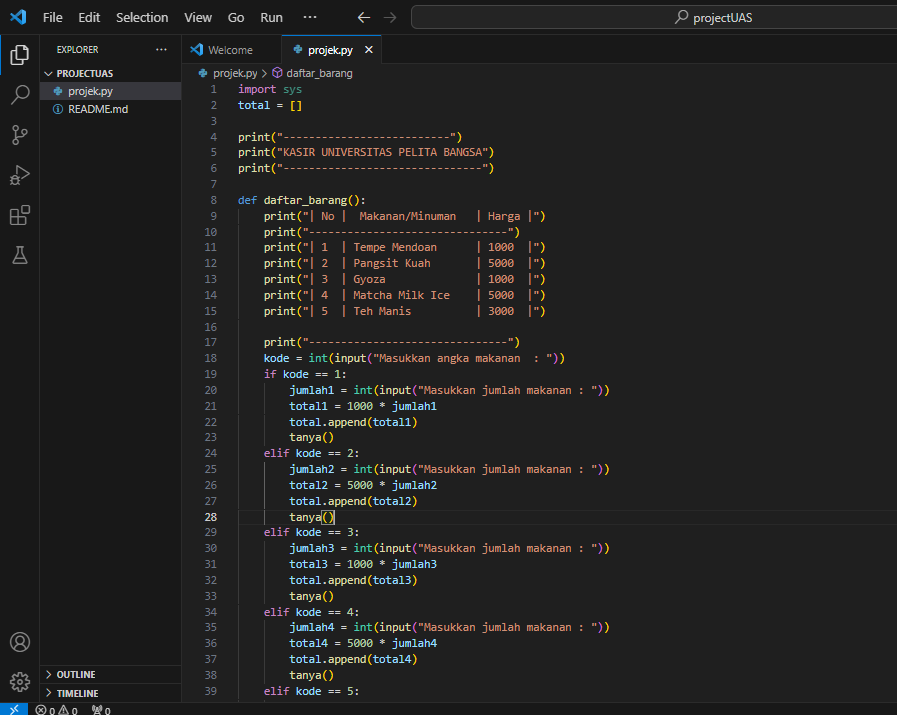 File Edit Selection View Go Run ··· ← → projectUAS
EXPLORER ···
Welcome
projek.py ×
PROJECTUAS
projek.py
README.md
projek.py > daftar_barang
1 import sys
2 total = []
3
4 print("--------------------------")
5 print("KASIR UNIVERSITAS PELITA BANGSA")
6 print("-------------------------------")
7
8 def daftar_barang():
9     print("| No |  Makanan/Minuman   | Harga |")
10     print("-------------------------------")
11     print("| 1  | Tempe Mendoan      | 1000  |")
12     print("| 2  | Pangsit Kuah       | 5000  |")
13     print("| 3  | Gyoza              | 1000  |")
14     print("| 4  | Matcha Milk Ice    | 5000  |")
15     print("| 5  | Teh Manis          | 3000  |")
16
17     print("-------------------------------")
18     kode = int(input("Masukkan angka makanan  : "))
19     if kode == 1:
20         jumlah1 = int(input("Masukkan jumlah makanan : "))
21         total1 = 1000 * jumlah1
22         total.append(total1)
23         tanya()
24     elif kode == 2:
25         jumlah2 = int(input("Masukkan jumlah makanan : "))
26         total2 = 5000 * jumlah2
27         total.append(total2)
28         tanya()
29     elif kode == 3:
30         jumlah3 = int(input("Masukkan jumlah makanan : "))
31         total3 = 1000 * jumlah3
32         total.append(total3)
33         tanya()
34     elif kode == 4:
35         jumlah4 = int(input("Masukkan jumlah makanan : "))
36         total4 = 5000 * jumlah4
37         total.append(total4)
38         tanya()
39     elif kode == 5:
OUTLINE
TIMELINE
0 0 0